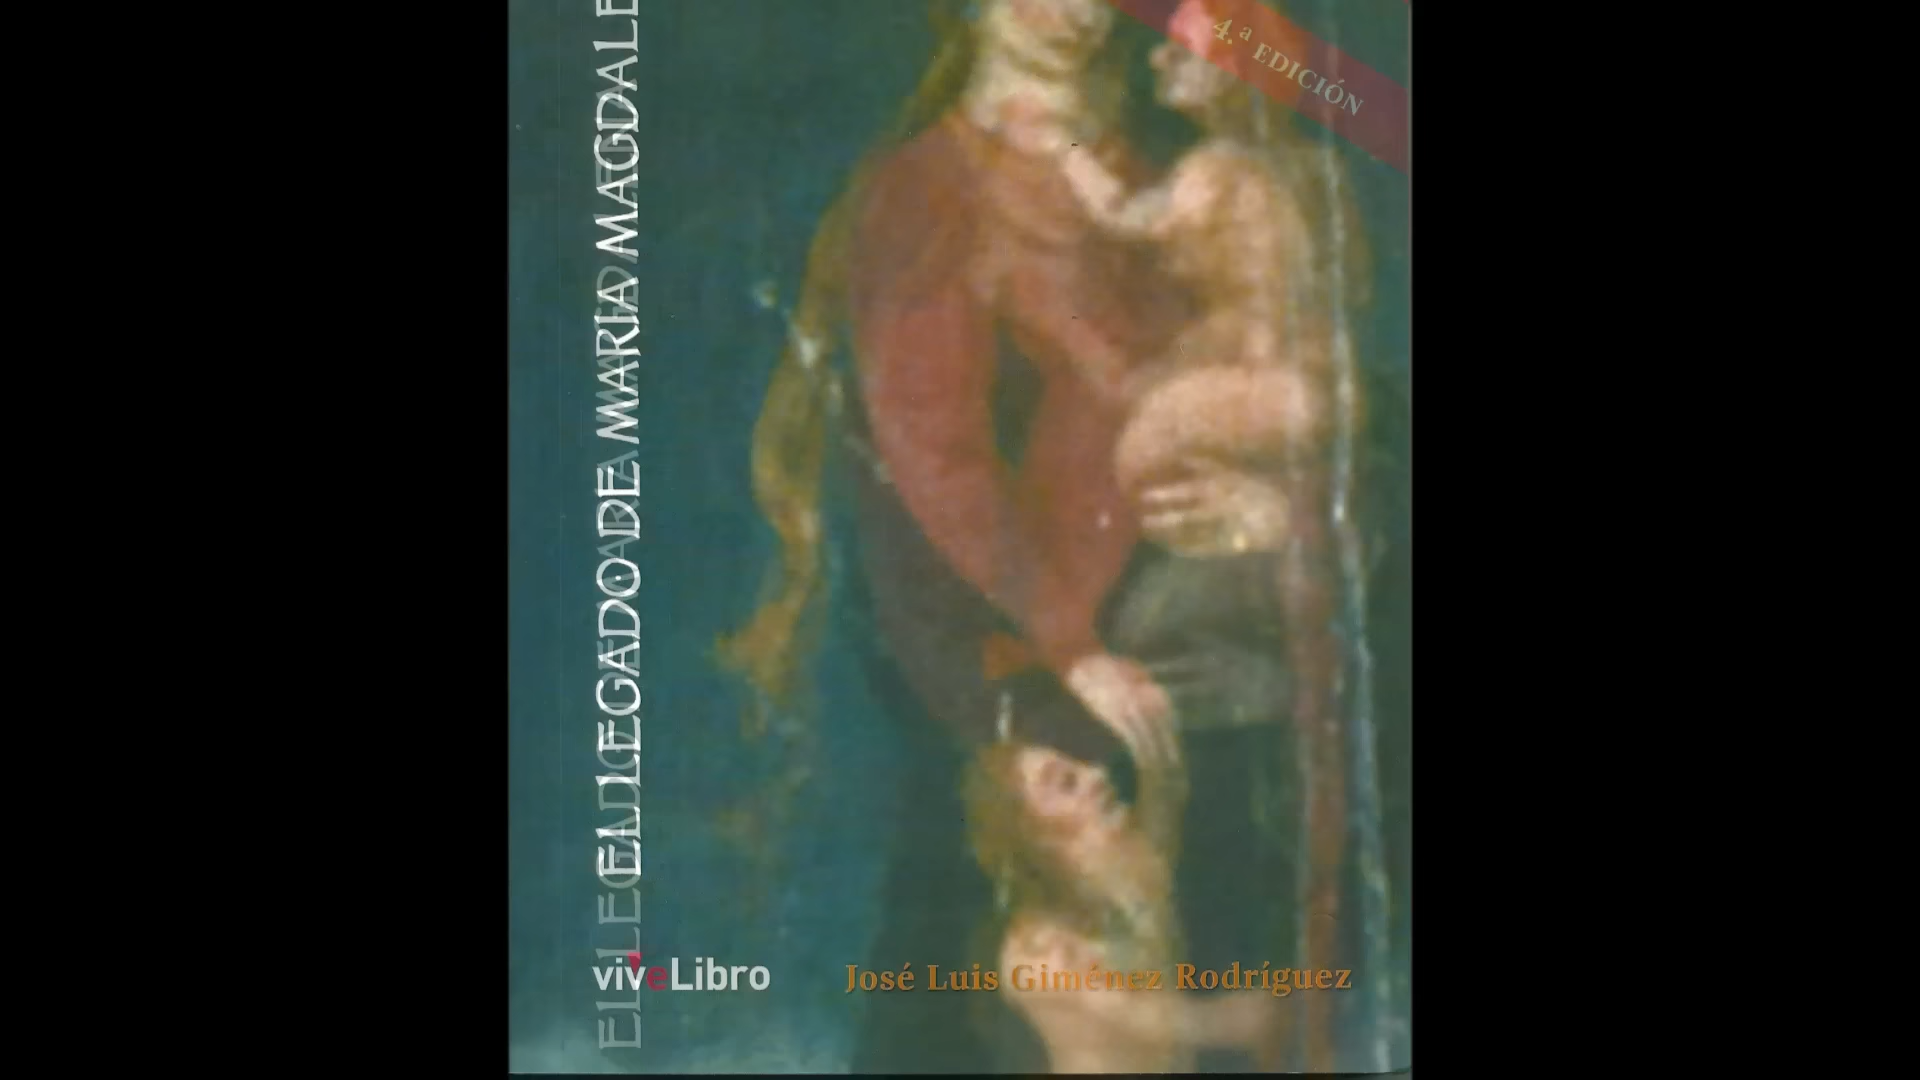 4.ª EDICIÓN
EL LEGADO DE MARÍA MAGDALE
viveLibro
José Luis Giménez Rodríguez